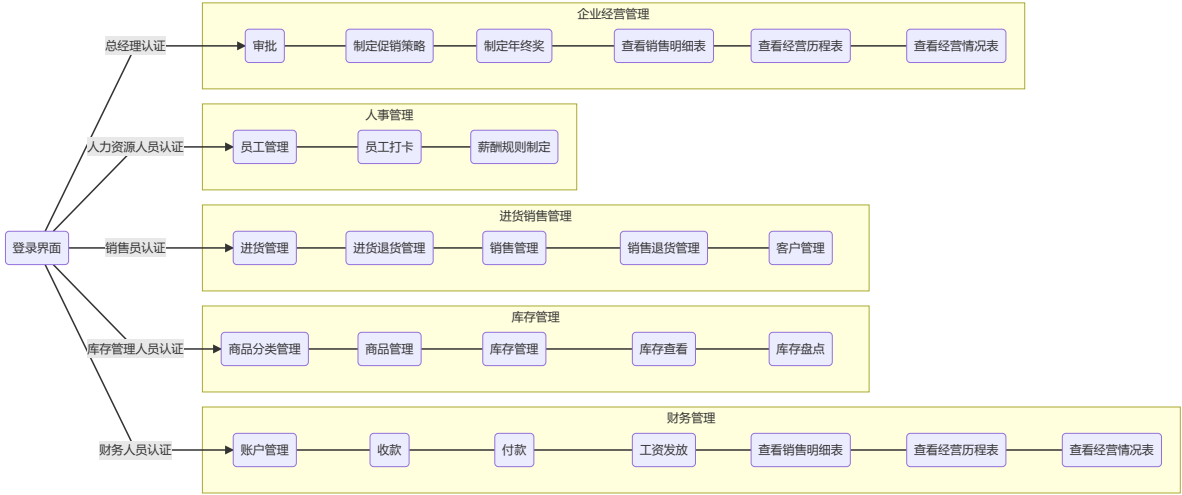 企业经营管理
总经理认证
审批
制定促销策略
制定年终奖
查看销售明细表
查看经营历程表
查看经营情况表
人事管理
人力资源人员认证
员工管理
员工打卡
薪酬规则制定
进货销售管理
登录界面
销售员认证
进货管理
进货退货管理
销售管理
销售退货管理
客户管理
库存管理
库存管理人员认证
商品分类管理
商品管理
库存管理
库存查看
库存盘点
财务管理
财务人员认证
账户管理
收款
付款
工资发放
查看销售明细表
查看经营历程表
查看经营情况表